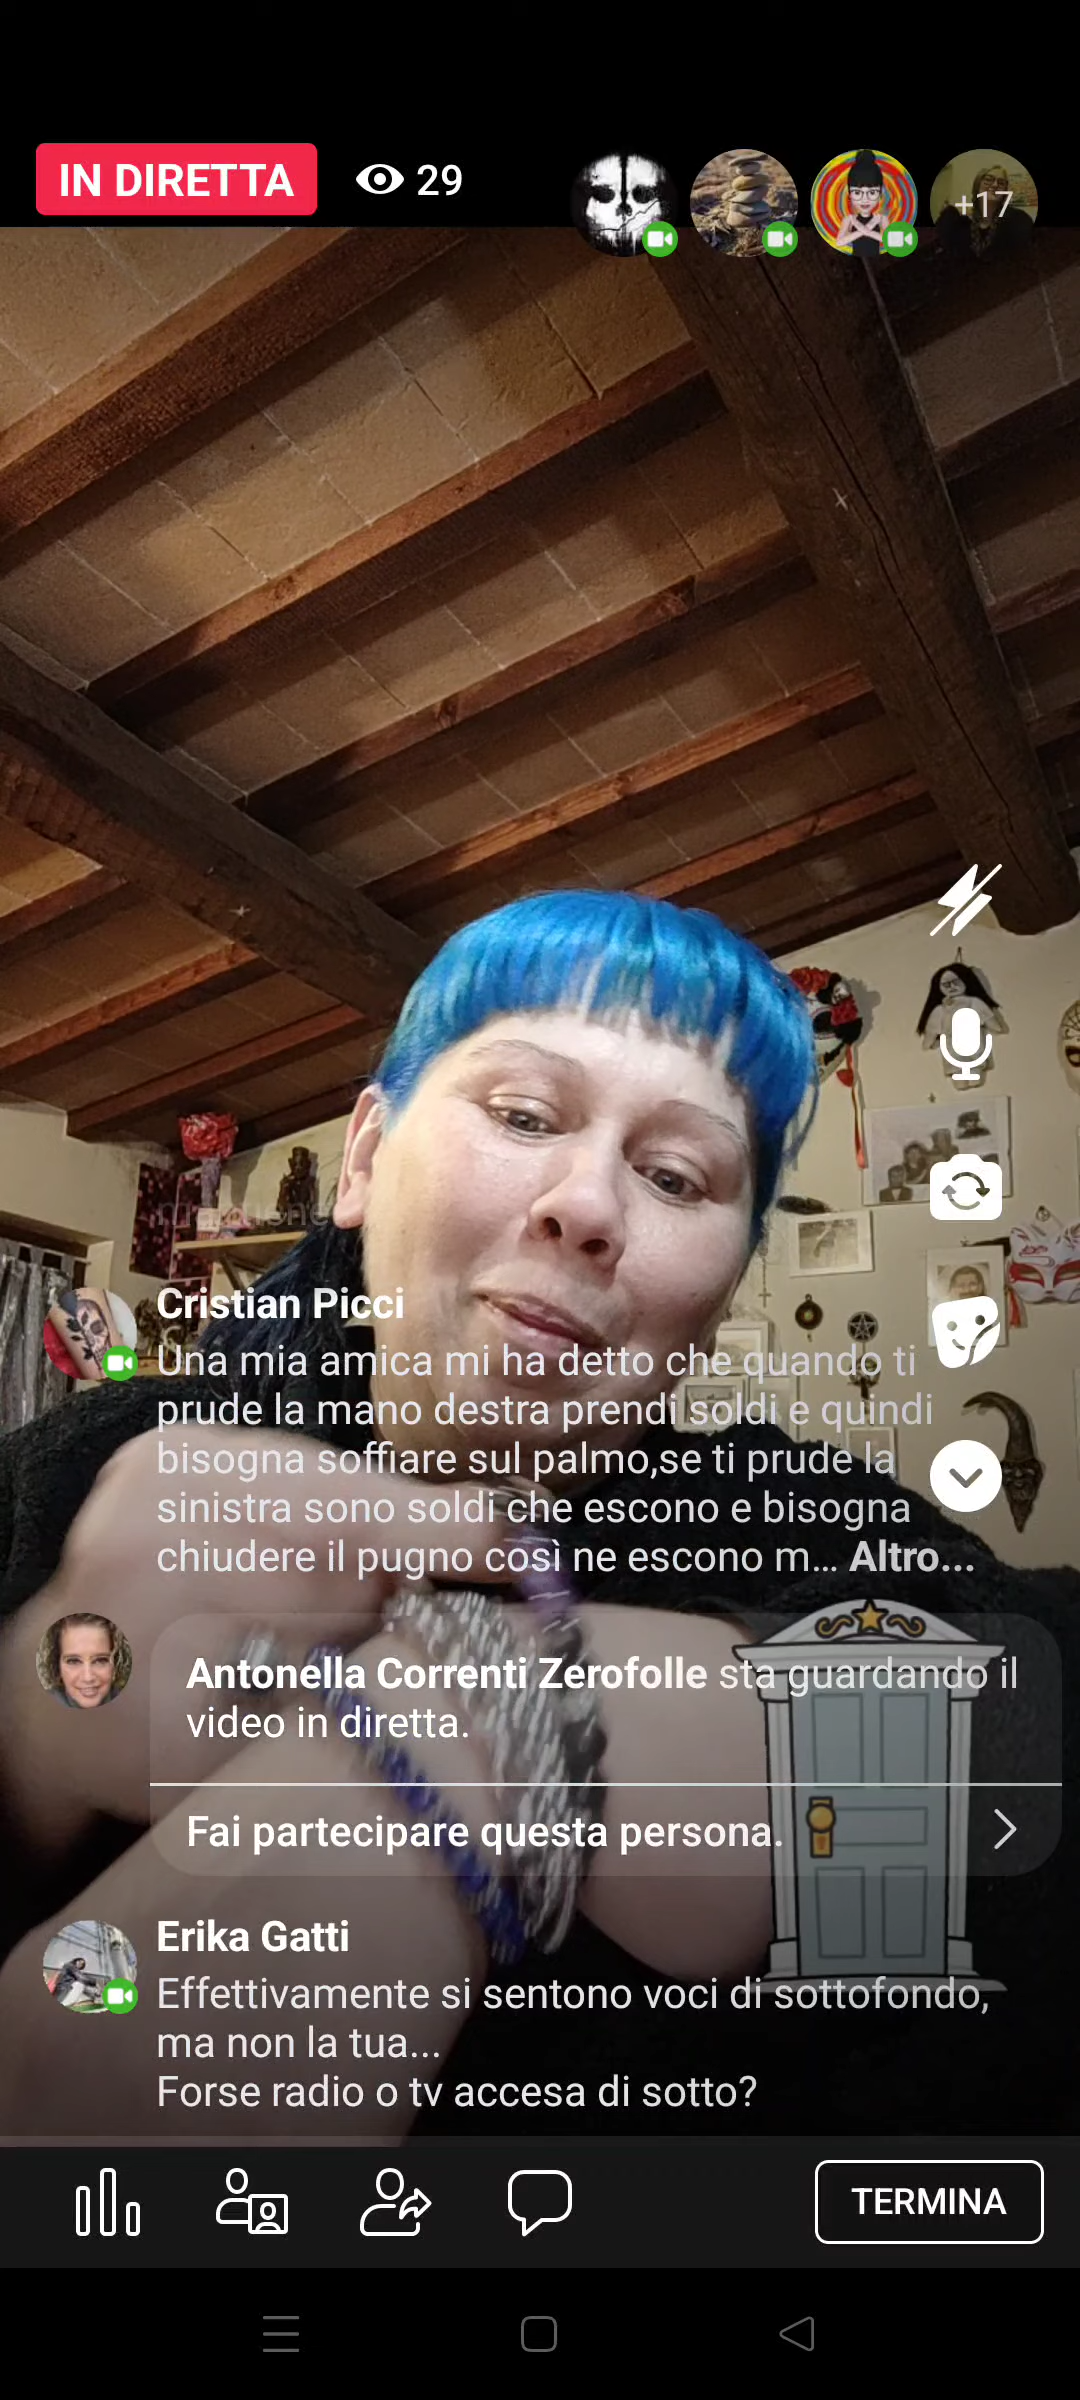 IN DIRETTA
29
+17
Cristian Picci
Una mia amica mi ha detto che quando ti
prude la mano destra prendi soldi e quindi
bisogna soffiare sul palmo,se ti prude la
sinistra sono soldi che escono e bisogna
chiudere il pugno così ne escono m... Altro...
Antonella Correnti Zerofolle sta guardando il
video in diretta.
Fai partecipare questa persona.
Erika Gatti
Effettivamente si sentono voci di sottofondo,
ma non la tua...
Forse radio o tv accesa di sotto?
TERMINA